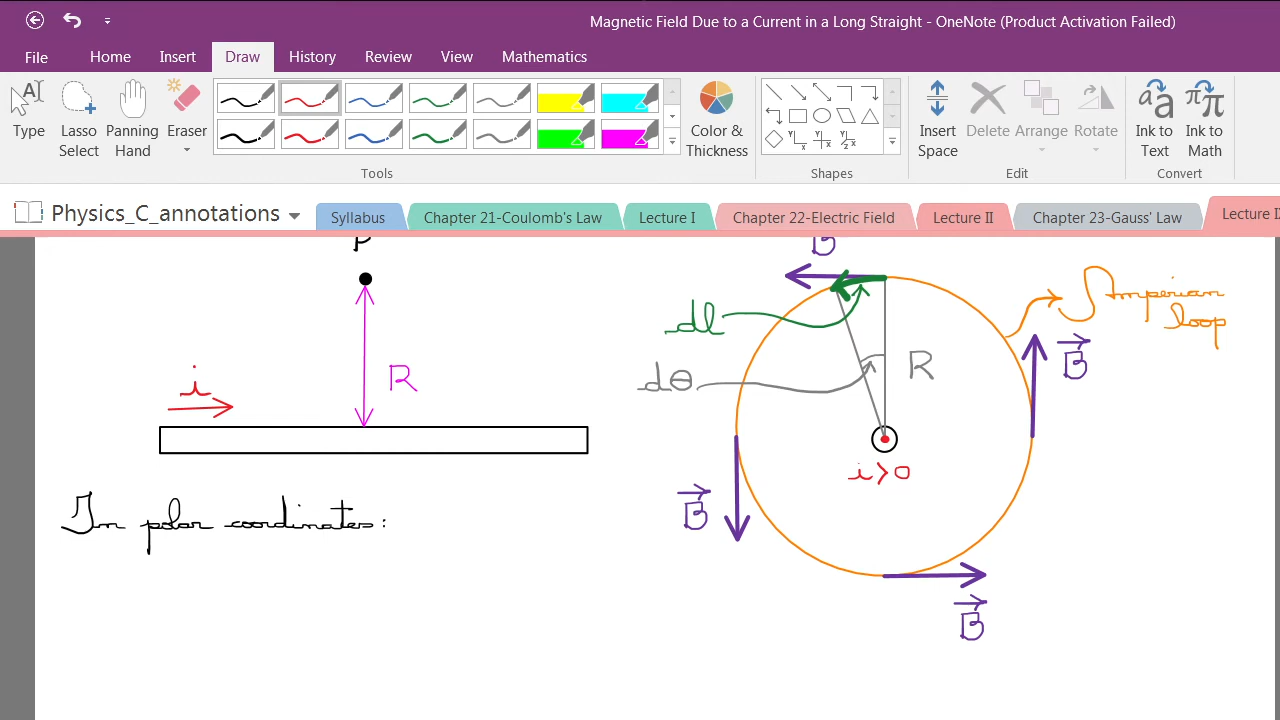 Magnetic Field Due to a Current in a Long Straight - OneNote (Product Activation Failed)
File Home Insert Draw History Review View Mathematics
Type
Lasso Select
Panning Hand
Eraser
Color & Thickness
Insert Space
Delete
Arrange
Rotate
Ink to Text
Ink to Math
Tools
Shapes
Edit
Convert
Physics_C_annotations
Syllabus
Chapter 21-Coulomb's Law
Lecture I
Chapter 22-Electric Field
Lecture II
Chapter 23-Gauss' Law
P
R
i
In polar coordinates:
B
dl
dθ
R
i>0
Amperian
loop
B⃗
B⃗
B⃗